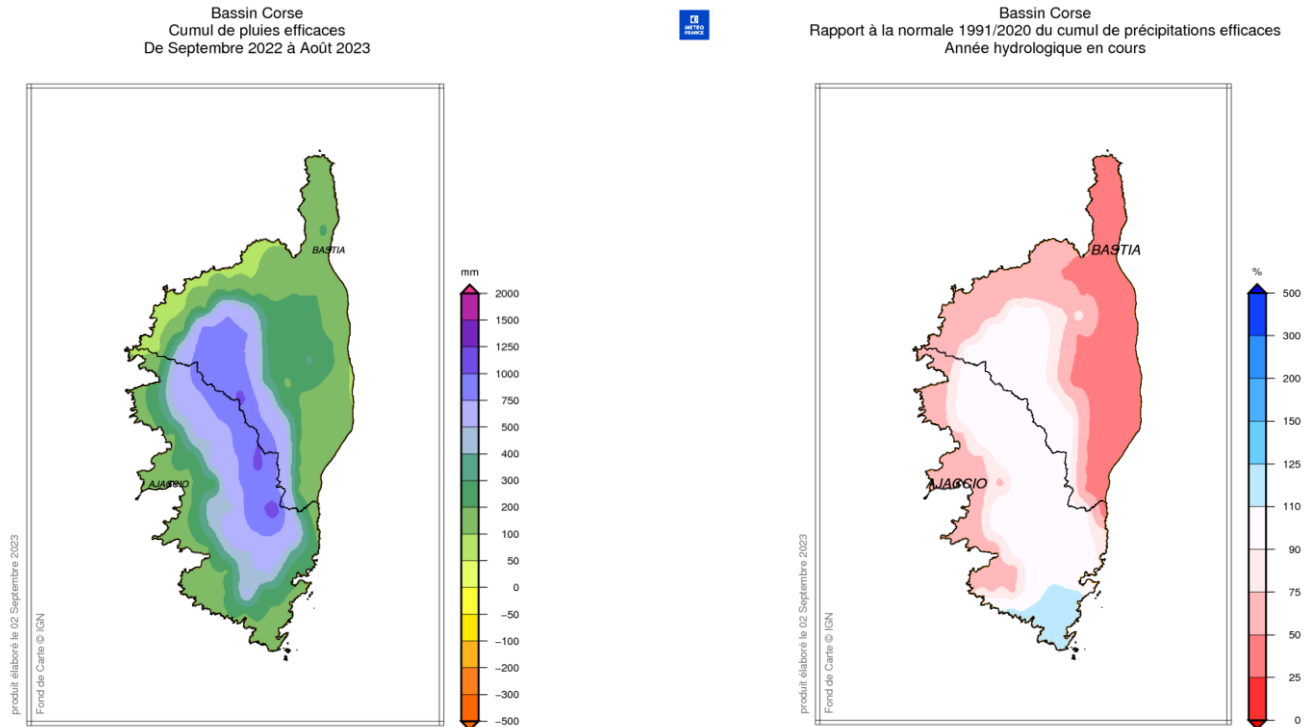 Bassin Corse
Cumul de pluies efficaces
De Septembre 2022 à Août 2023
METEO
FRANCE
Bassin Corse
Rapport à la normale 1991/2020 du cumul de précipitations efficaces
Année hydrologique en cours
BASTIA
AJACCIO
mm
2000
1500
1250
1000
750
500
400
300
200
100
50
0
−50
−100
−200
−300
−500
produit élaboré le 02 Septembre 2023
Fond de Carte © IGN
BASTIA
AJACCIO
%
500
300
200
150
125
110
90
75
50
25
0
produit élaboré le 02 Septembre 2023
Fond de Carte © IGN